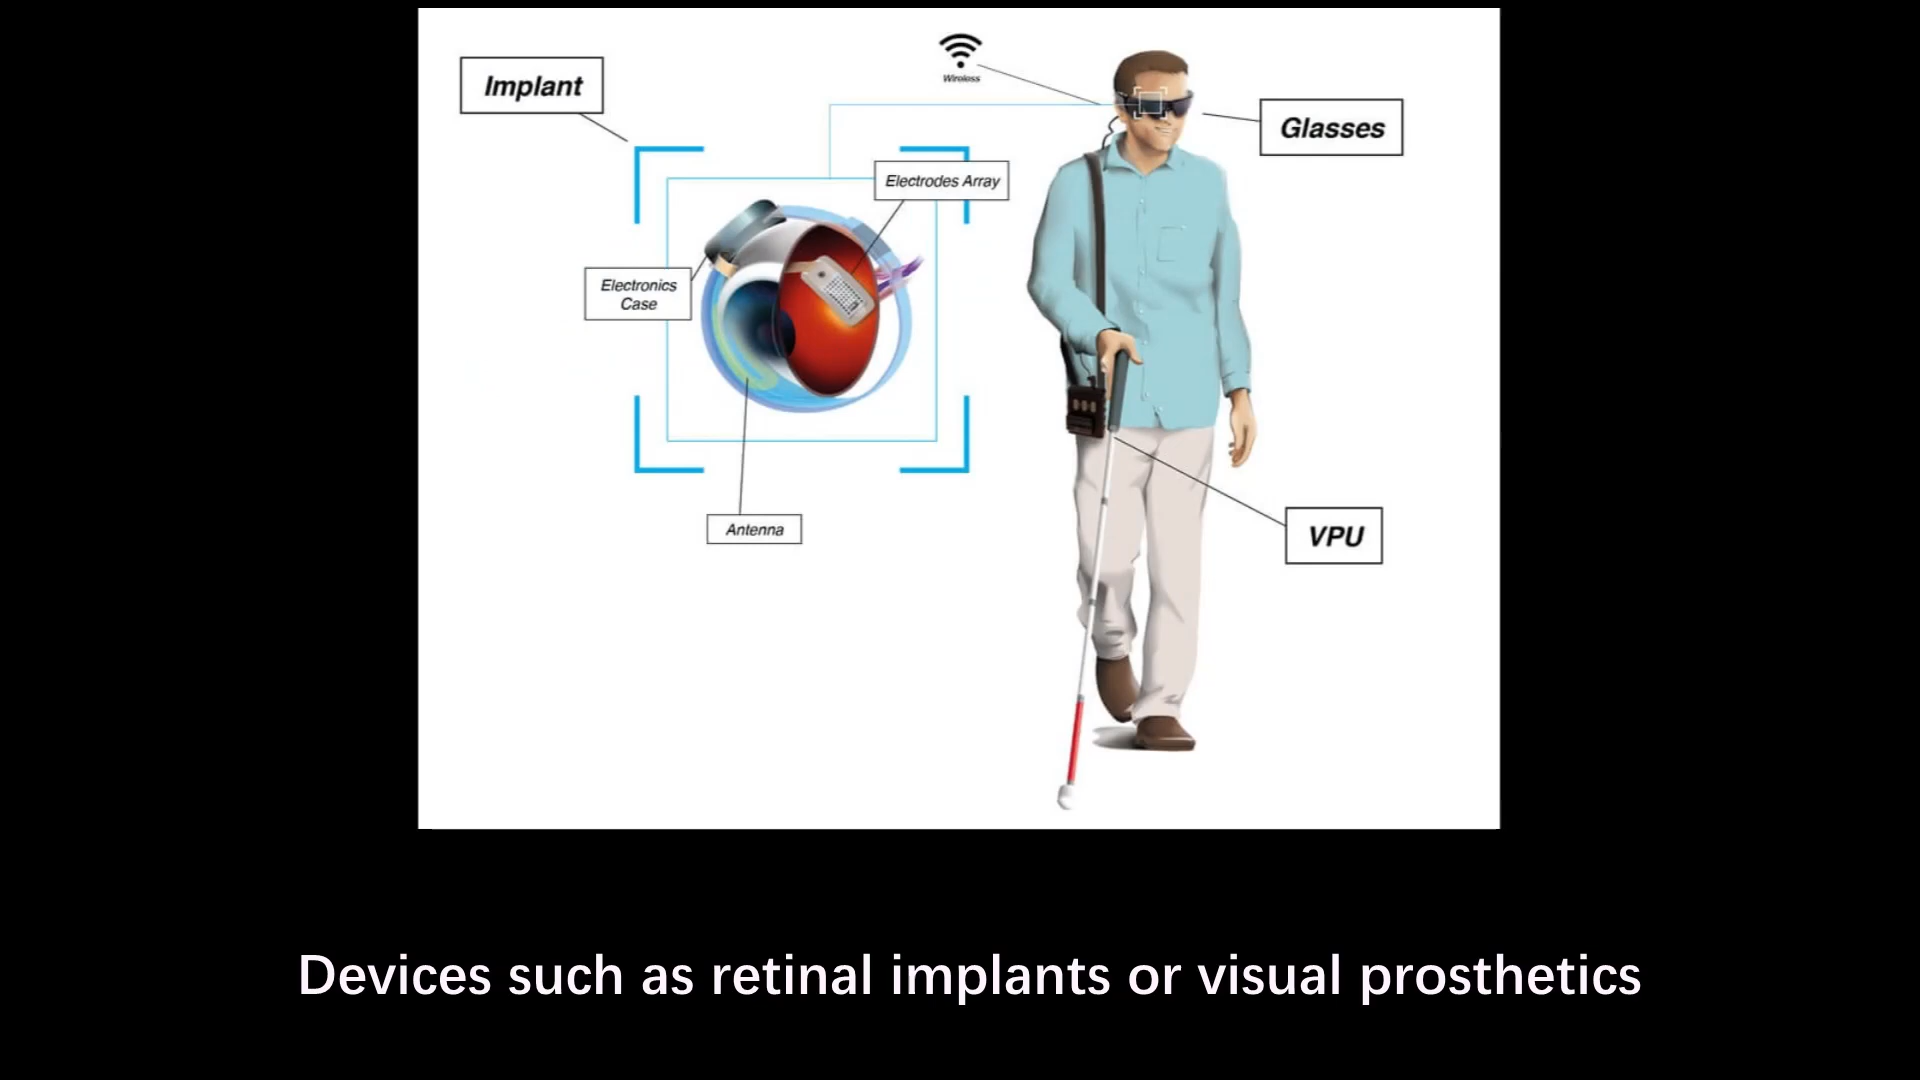 Implant
Wireless
Glasses
Electrodes Array
Electronics
Case
Antenna
VPU
Devices such as retinal implants or visual prosthetics